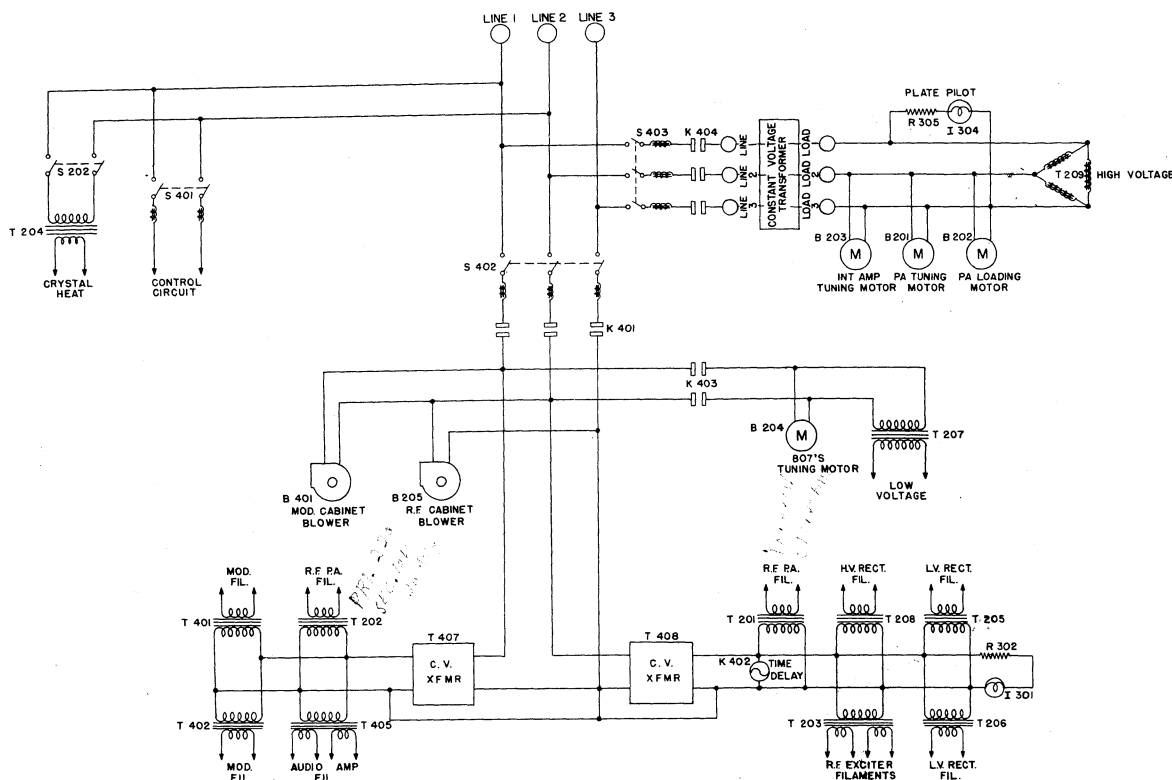 LINE 1 LINE 2 LINE 3
PLATE PILOT
R 305
I 304
S 403 K 404
LINE 1 LINE 2 LINE 3
CONSTANT VOLTAGE
TRANSFORMER
LOAD LOAD 2 LOAD 3
T 209 HIGH VOLTAGE
S 202
S 401
T 204
CRYSTAL
HEAT
CONTROL
CIRCUIT
B 203 B 201 B 202
M M M
INT AMP
TUNING MOTOR
PA TUNING
MOTOR
PA LOADING
MOTOR
S 402
K 401
K 403
B 204
M
807'S
TUNING MOTOR
T 207
LOW
VOLTAGE
B 401
MOD. CABINET
BLOWER
B 205
R.F. CABINET
BLOWER
PRI. 220
MOD.
FIL.
R.F. P.A.
FIL.
T 401
T 202
T 407
C. V.
XFMR
T 402
T 405
MOD.
FIL
AUDIO AMP
FIL
R.F. P.A.
FIL.
H.V. RECT.
FIL.
L.V. RECT.
FIL.
T 408
C. V.
XFMR
T 201
T 208
T 205
K 402
TIME
DELAY
R 302
I 301
T 203
T 206
R.F. EXCITER
FILAMENTS
L.V. RECT.
FIL.